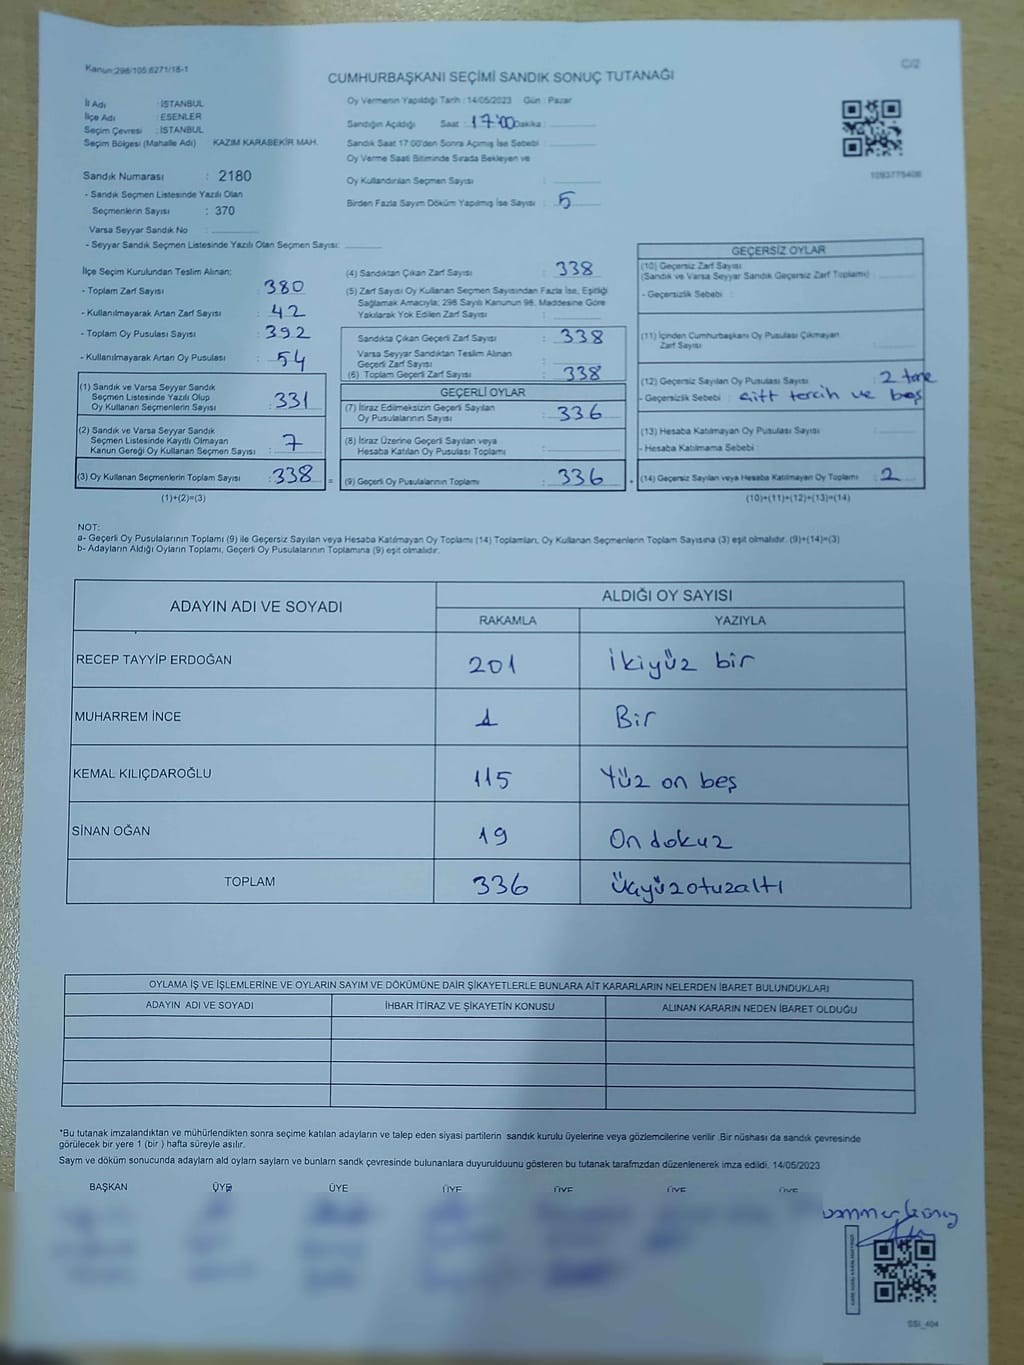 Kanun:298/105;6271/18-1
C/2
CUMHURBAŞKANI SEÇİMİ SANDIK SONUÇ TUTANAĞI
İl Adı : İSTANBUL
İlçe Adı : ESENLER
Seçim Çevresi : İSTANBUL
Seçim Bölgesi (Mahalle Adı) KAZIM KARABEKİR MAH.
Sandık Numarası : 2180
- Sandık Seçmen Listesinde Yazılı Olan
Seçmenlerin Sayısı : 370
Varsa Seyyar Sandık No :
- Seyyar Sandık Seçmen Listesinde Yazılı Olan Seçmen Sayısı:
Oy Vermenin Yapıldığı Tarih : 14/05/2023 Gün : Pazar
Sandığın Açıldığı Saat : 17:00 Dakika :
Sandık Saat 17:00'den Sonra Açımış İse Sebebi :
Oy Verme Saati Bitiminde Sırada Bekleyen ve
Oy Kullandırılan Seçmen Sayısı :
Birden Fazla Sayım Döküm Yapılmış İse Sayısı : 5
1093775406
İlçe Seçim Kurulundan Teslim Alınan;
- Toplam Zarf Sayısı : 380
- Kullanılmayarak Artan Zarf Sayısı : 42
- Toplam Oy Pusulası Sayısı : 392
- Kullanılmayarak Artan Oy Pusulası : 54
(1) Sandık ve Varsa Seyyar Sandık
Seçmen Listesinde Yazılı Olup
Oy Kullanan Seçmenlerin Sayısı : 331
(2) Sandık ve Varsa Seyyar Sandık
Seçmen Listesinde Kayıtlı Olmayan
Kanun Gereği Oy Kullanan Seçmen Sayısı : 7
(3) Oy Kullanan Seçmenlerin Toplam Sayısı : 338
(1)+(2)=(3)
(4) Sandıktan Çıkan Zarf Sayısı : 338
(5) Zarf Sayısı Oy Kullanan Seçmen Sayısından Fazla İse, Eşitliği
Sağlamak Amacıyla; 298 Sayılı Kanunun 98. Maddesine Göre
Yakılarak Yok Edilen Zarf Sayısı :
Sandıkta Çıkan Geçerli Zarf Sayısı : 338
Varsa Seyyar Sandıktan Teslim Alınan
Geçerli Zarf Sayısı :
(6) Toplam Geçerli Zarf Sayısı : 338
GEÇERLİ OYLAR
(7) İtiraz Edilmeksizin Geçerli Sayılan
Oy Pusulalarının Sayısı : 336
(8) İtiraz Üzerine Geçerli Sayılan veya
Hesaba Katılan Oy Pusulası Toplamı :
= (9) Geçerli Oy Pusulalarının Toplamı : 336
GEÇERSİZ OYLAR
(10) Geçersiz Zarf Sayısı
(Sandık ve Varsa Seyyar Sandık Geçersiz Zarf Toplamı) :
- Geçersizlik Sebebi :
(11) İçinden Cumhurbaşkanı Oy Pusulası Çıkmayan
Zarf Sayısı :
(12) Geçersiz Sayılan Oy Pusulası Sayısı : 2 tane
- Geçersizlik Sebebi : Çift tercih ve boş
(13) Hesaba Katılmayan Oy Pusulası Sayısı :
- Hesaba Katılmama Sebebi :
+ (14) Geçersiz Sayılan veya Hesaba Katılmayan Oy Toplamı : 2
(10)+(11)+(12)+(13)=(14)
NOT:
a- Geçerli Oy Pusulalarının Toplamı (9) ile Geçersiz Sayılan veya Hesaba Katılmayan Oy Toplamı (14) Toplamları, Oy Kullanan Seçmenlerin Toplam Sayısına (3) eşit olmalıdır. (9)+(14)=(3)
b- Adayların Aldığı Oyların Toplamı, Geçerli Oy Pusulalarının Toplamına (9) eşit olmalıdır.
ADAYIN ADI VE SOYADI ALDIĞI OY SAYISI
RAKAMLA YAZIYLA
RECEP TAYYİP ERDOĞAN 201 ikiyüz bir
MUHARREM İNCE 1 Bir
KEMAL KILIÇDAROĞLU 115 Yüz on beş
SİNAN OĞAN 19 On dokuz
TOPLAM 336 Üçyüzotuzaltı
OYLAMA İŞ VE İŞLEMLERİNE VE OYLARIN SAYIM VE DÖKÜMÜNE DAİR ŞİKAYETLERLE BUNLARA AİT KARARLARIN NELERDEN İBARET BULUNDUKLARI
ADAYIN ADI VE SOYADI İHBAR İTİRAZ VE ŞİKAYETİN KONUSU ALINAN KARARIN NEDEN İBARET OLDUĞU
*Bu tutanak imzalandıktan ve mühürlendikten sonra seçime katılan adayların ve talep eden siyasi partilerin sandık kurulu üyelerine veya gözlemcilerine verilir .Bir nüshası da sandık çevresinde
görülecek bir yere 1 (bir ) hafta süreyle asılır.
Saym ve döküm sonucunda adaylarn ald oylarn saylarn ve bunlarn sandk çevresinde bulunanlara duyurulduunu gösteren bu tutanak tarafmzdan düzenlenerek imza edildi. 14/05/2023
BAŞKAN ÜYE ÜYE ÜYE ÜYE ÜYE ÜYE
SSI_404